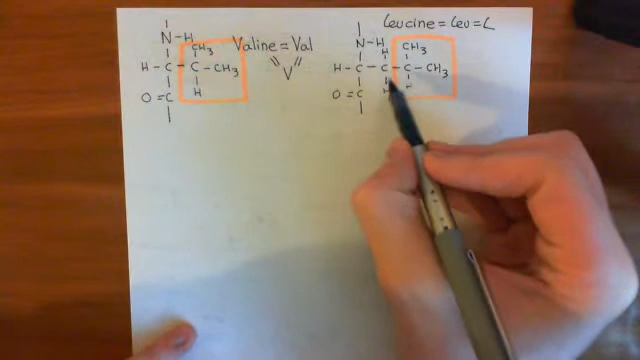 Leucine = Leu = L
Valine = Val
"V"
N-H
CH₃
H-C-C-CH₃
H
O=C
N-H
H CH₃
H-C-C-C-CH₃
H H
O=C